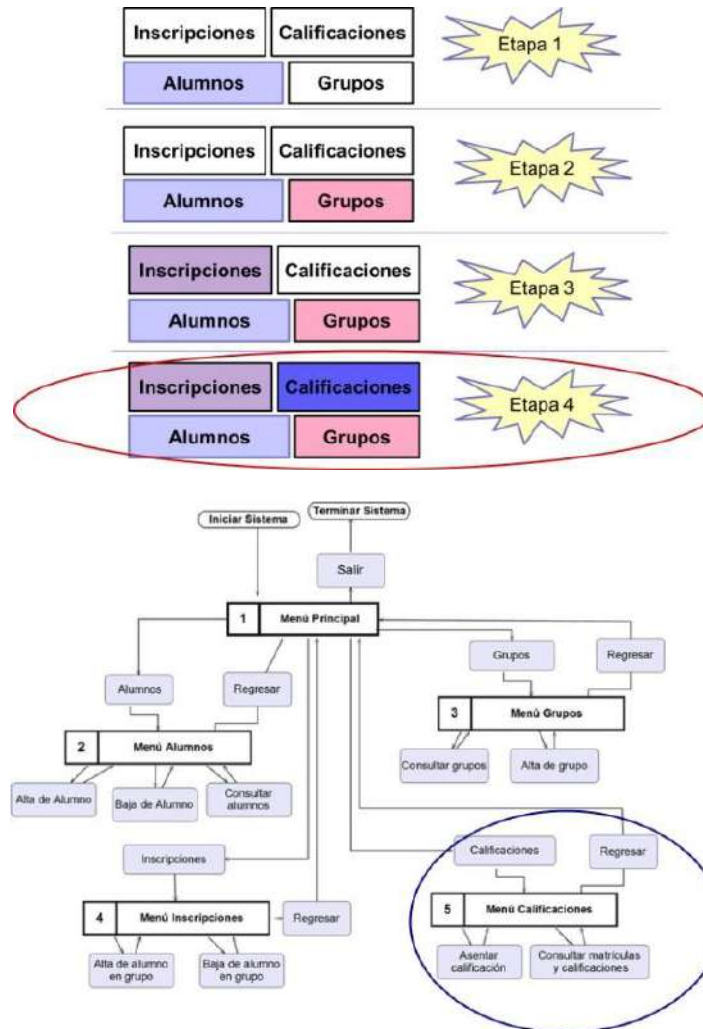 Inscripciones Calificaciones
Etapa 1
Alumnos Grupos
Inscripciones Calificaciones
Etapa 2
Alumnos Grupos
Inscripciones Calificaciones
Etapa 3
Alumnos Grupos
Inscripciones Calificaciones
Etapa 4
Alumnos Grupos
Terminar Sistema
Iniciar Sistema
Salir
1 Menú Principal
Grupos Regresar
Alumnos Regresar
3 Menú Grupos
2 Menú Alumnos
Consultar grupos Alta de grupo
Alta de Alumno Baja de Alumno Consultar
alumnos
Calificaciones Regresar
Inscripciones
5 Menú Calificaciones
4 Menú Inscripciones Regresar
Asentar
calificación
Consultar matrículas
y calificaciones
Alta de alumno
en grupo
Baja de alumno
en grupo